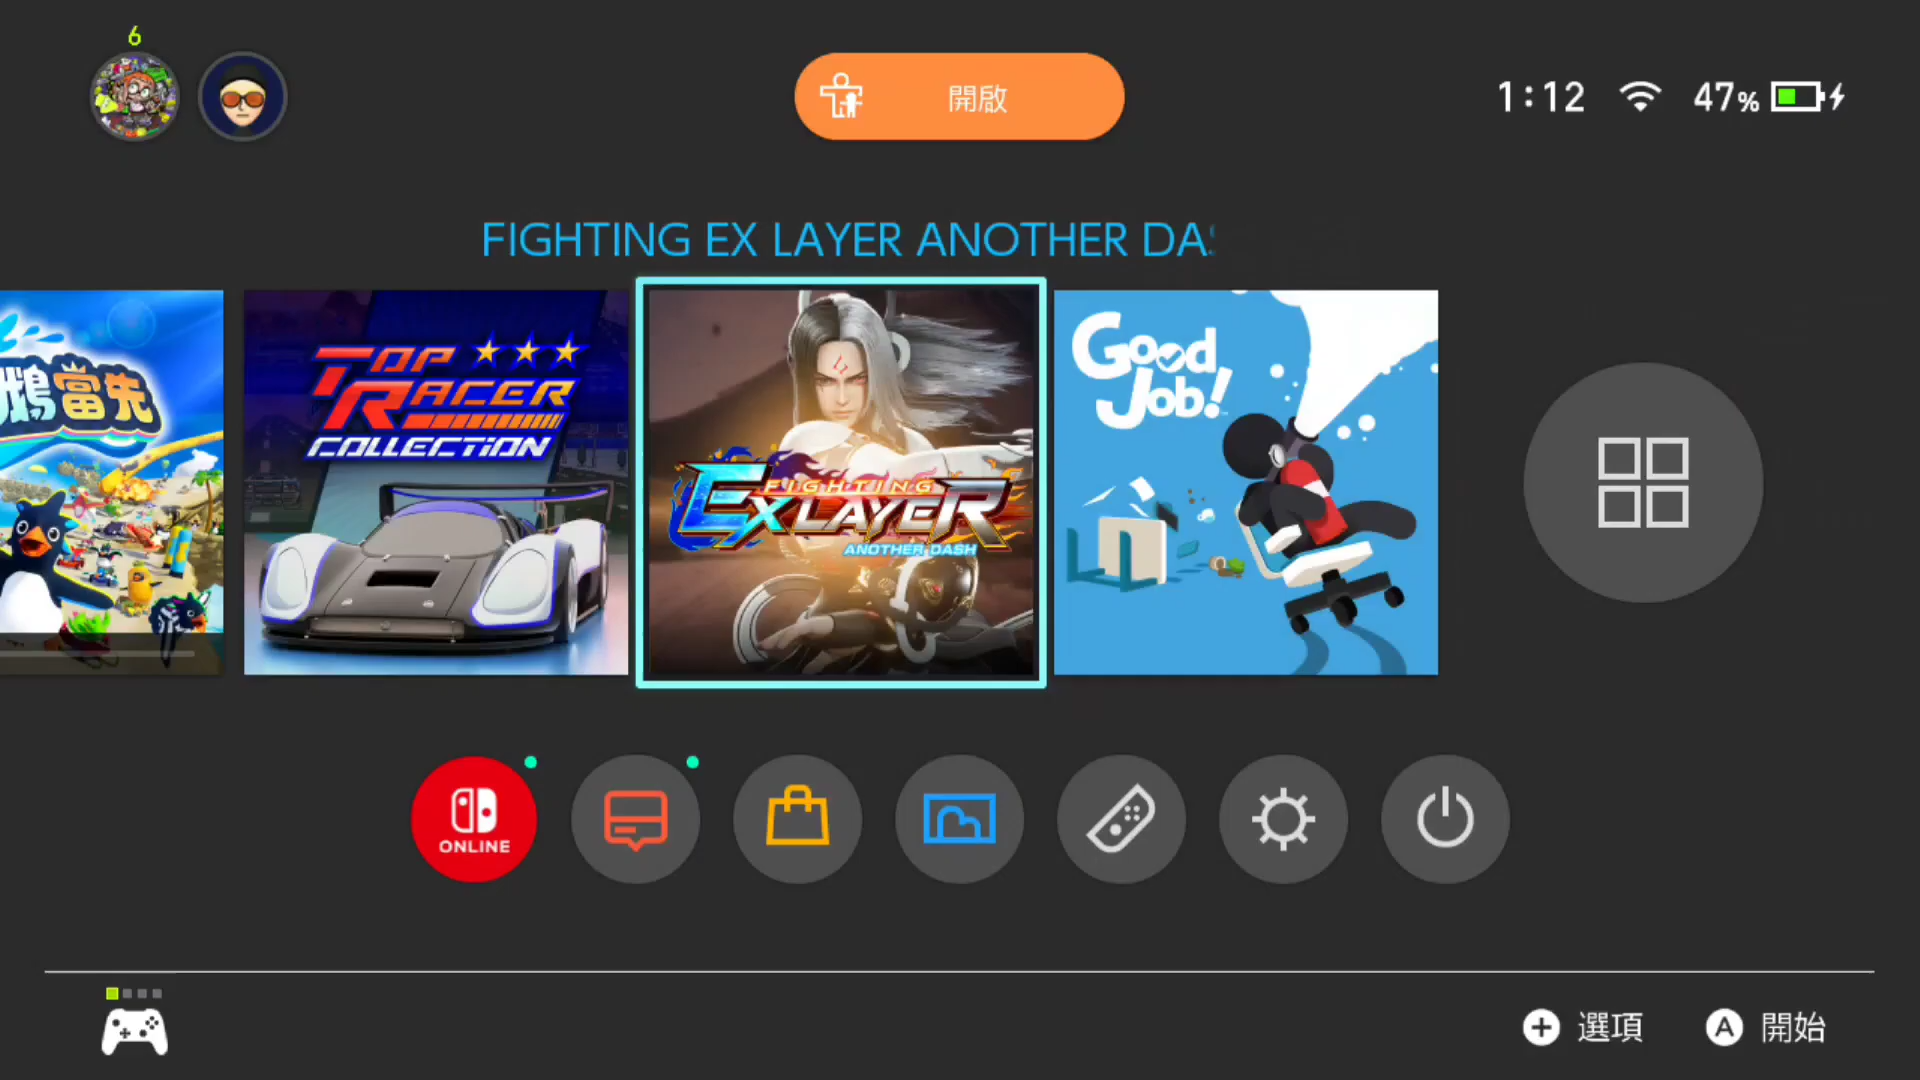 6
開啟
1:12
47%
FIGHTING EX LAYER ANOTHER DA
鵝當先
TOP RACER COLLECTION
FIGHTING
EXLAYER
ANOTHER DASH
Good
Job!
ONLINE
選項
A 開始